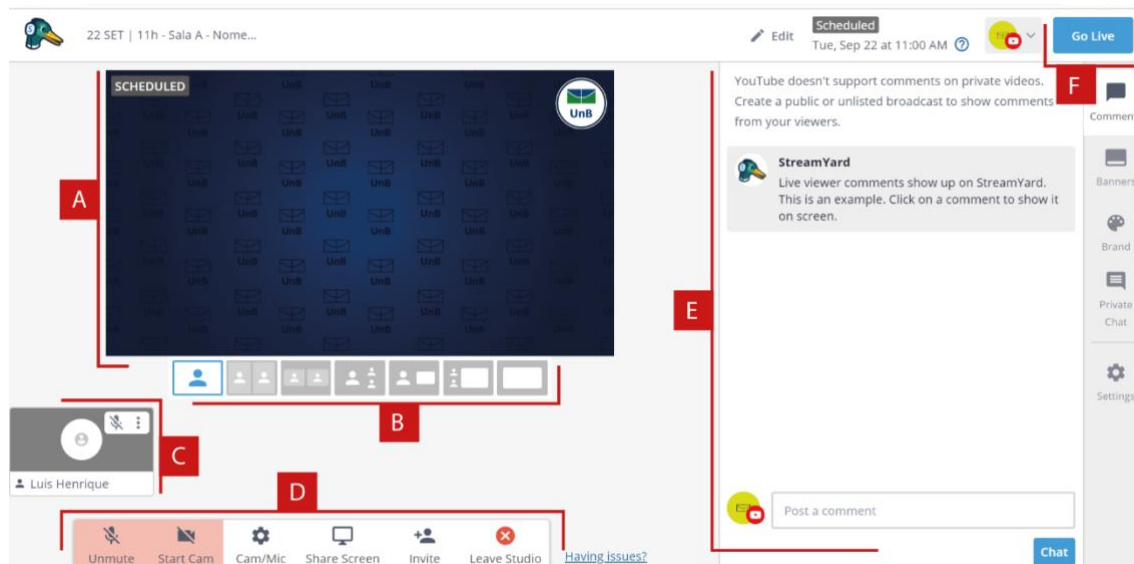 22 SET | 11h - Sala A - Nome...
Edit
Scheduled
Tue, Sep 22 at 11:00 AM
Go Live
F
SCHEDULED
UnB
A
B
C
Luis Henrique
D
Unmute
Start Cam
Cam/Mic
Share Screen
Invite
Leave Studio
Having issues?
E
YouTube doesn't support comments on private videos.
Create a public or unlisted broadcast to show comments
from your viewers.
StreamYard
Live viewer comments show up on StreamYard.
This is an example. Click on a comment to show it
on screen.
Post a comment
Chat
Commen
Banners
Brand
Private
Chat
Settings